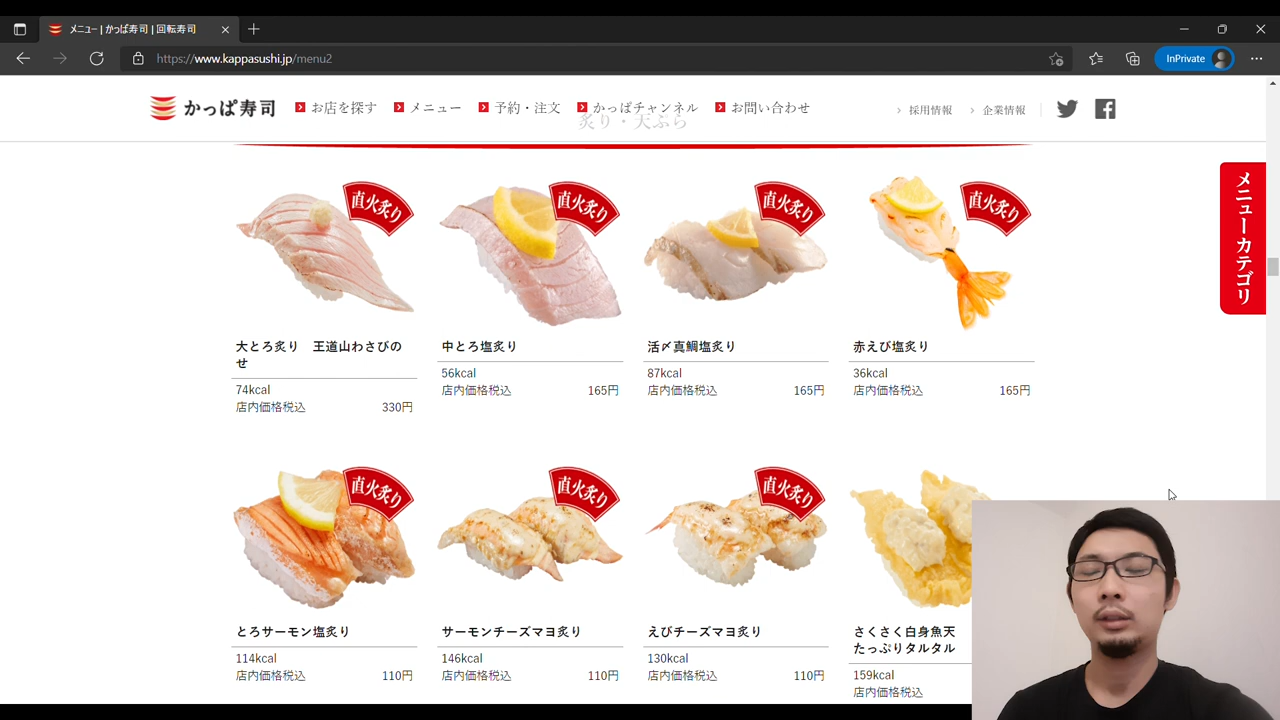 メニュー | かっぱ寿司 | 回転寿司
https://www.kappasushi.jp/menu2
InPrivate
かっぱ寿司
お店を探す
メニュー
予約・注文
かっぱチャンネル
お問い合わせ
採用情報
企業情報
炙り・天ぷら
メニューカテゴリ
直火炙り
直火炙り
直火炙り
直火炙り
大とろ炙り　王道山わさびの
せ
74kcal
店内価格税込 330円
中とろ塩炙り
56kcal
店内価格税込 165円
活〆真鯛塩炙り
87kcal
店内価格税込 165円
赤えび塩炙り
36kcal
店内価格税込 165円
直火炙り
直火炙り
直火炙り
とろサーモン塩炙り
114kcal
店内価格税込 110円
サーモンチーズマヨ炙り
146kcal
店内価格税込 110円
えびチーズマヨ炙り
130kcal
店内価格税込 110円
さくさく白身魚天
たっぷりタルタル
159kcal
店内価格税込